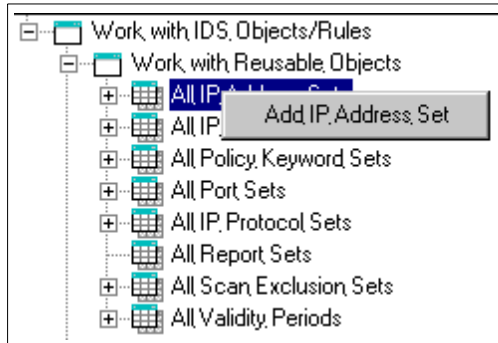 Work with IDS Objects/Rules
Work with Reusable Objects
All IP Address Sets
Add IP Address Set
All IP
All Policy Keyword Sets
All Port Sets
All IP Protocol Sets
All Report Sets
All Scan Exclusion Sets
All Validity Periods